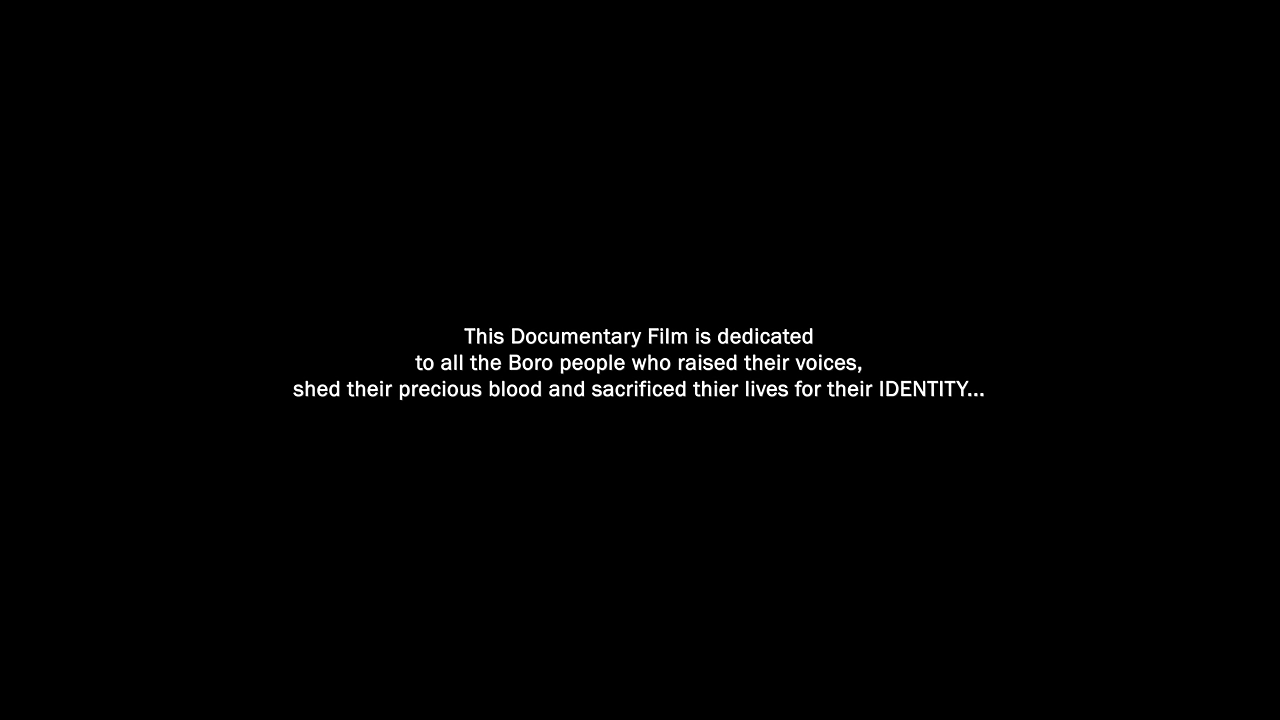 This Documentary Film is dedicated
to all the Boro people who raised their voices,
shed their precious blood and sacrificed thier lives for their IDENTITY...